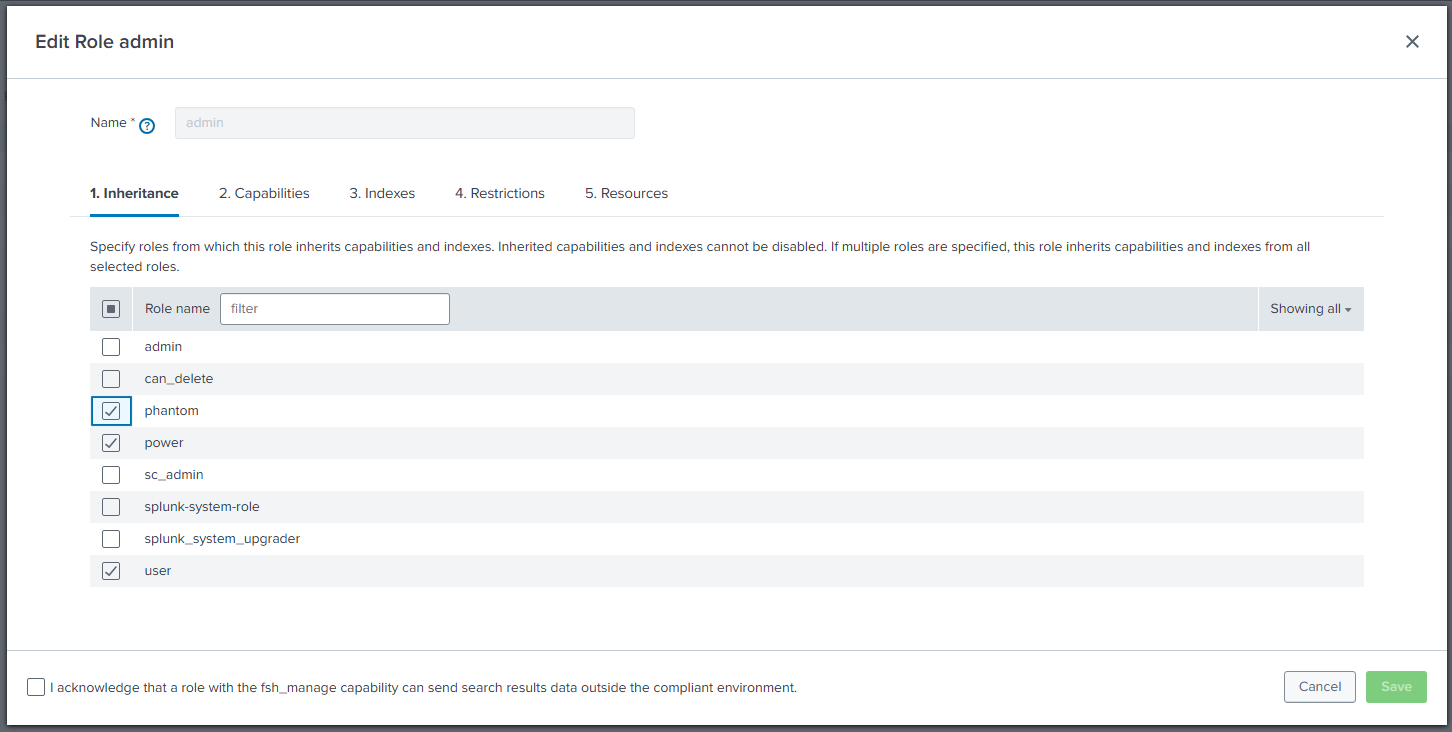 Edit Role admin
Name * ?
admin
1. Inheritance 2. Capabilities 3. Indexes 4. Restrictions 5. Resources
Specify roles from which this role inherits capabilities and indexes. Inherited capabilities and indexes cannot be disabled. If multiple roles are specified, this role inherits capabilities and indexes from all
selected roles.
Role name filter Showing all
admin
can_delete
phantom
power
sc_admin
splunk-system-role
splunk_system_upgrader
user
I acknowledge that a role with the fsh_manage capability can send search results data outside the compliant environment.
Cancel Save